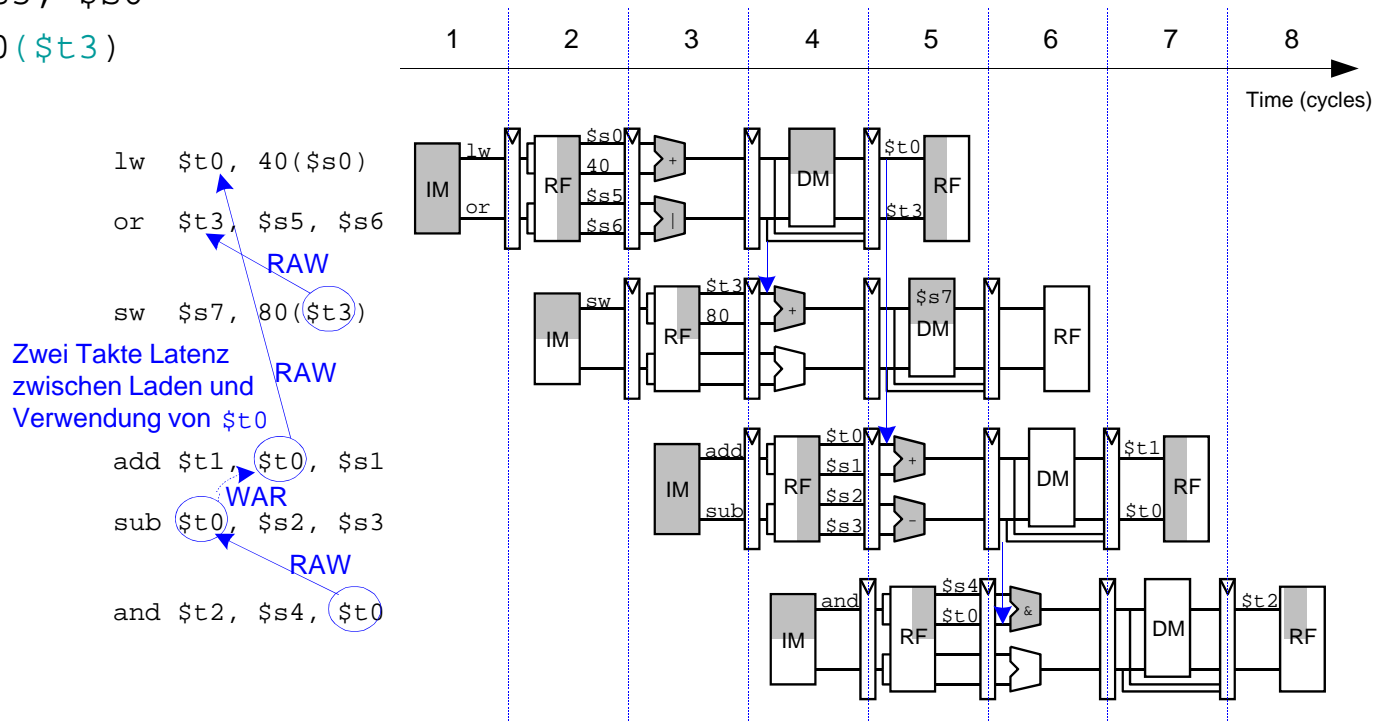 0($t3)
1 2 3 4 5 6 7 8
Time (cycles)
lw $t0, 40($s0)
or $t3, $s5, $s6
RAW
sw $s7, 80($t3)
Zwei Takte Latenz
zwischen Laden und
Verwendung von $t0
RAW
add $t1, $t0, $s1
WAR
sub $t0, $s2, $s3
RAW
and $t2, $s4, $t0
IM
lw
or
RF
$s0
40
$s5
$s6
+
|
DM
$t0
$t3
RF
IM
sw
RF
$t3
80
+
$s7
DM
RF
IM
add
sub
RF
$t0
$s1
$s2
$s3
+
-
DM
$t1
$t0
RF
IM
and
RF
$s4
$t0
&
DM
$t2
RF